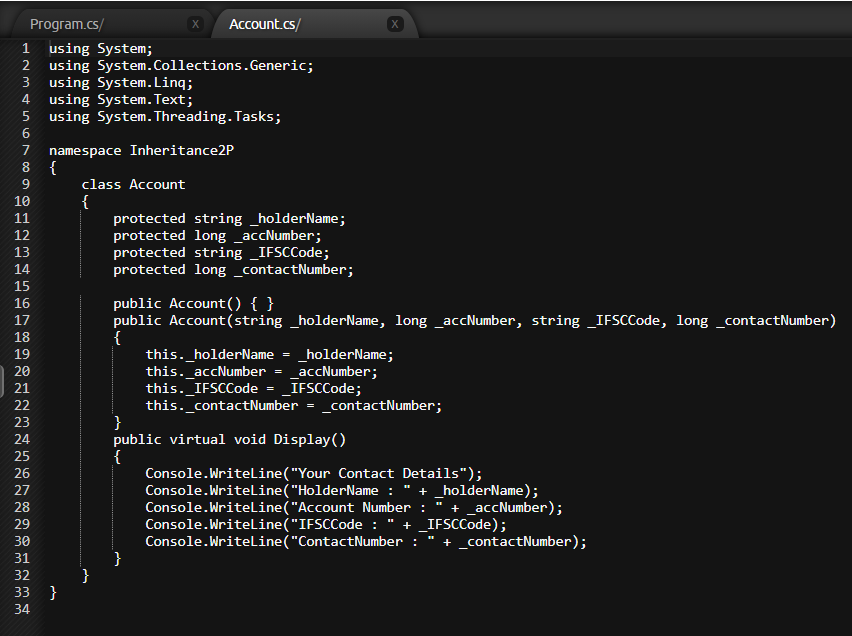 Program.cs/ x Account.cs/ x
1 using System;
2 using System.Collections.Generic;
3 using System.Linq;
4 using System.Text;
5 using System.Threading.Tasks;
6
7 namespace Inheritance2P
8 {
9     class Account
10     {
11         protected string _holderName;
12         protected long _accNumber;
13         protected string _IFSCCode;
14         protected long _contactNumber;
15
16         public Account() { }
17         public Account(string _holderName, long _accNumber, string _IFSCCode, long _contactNumber)
18         {
19             this._holderName = _holderName;
20             this._accNumber = _accNumber;
21             this._IFSCCode = _IFSCCode;
22             this._contactNumber = _contactNumber;
23         }
24         public virtual void Display()
25         {
26             Console.WriteLine("Your Contact Details");
27             Console.WriteLine("HolderName : " + _holderName);
28             Console.WriteLine("Account Number : " + _accNumber);
29             Console.WriteLine("IFSCCode : " + _IFSCCode);
30             Console.WriteLine("ContactNumber : " + _contactNumber);
31         }
32     }
33 }
34